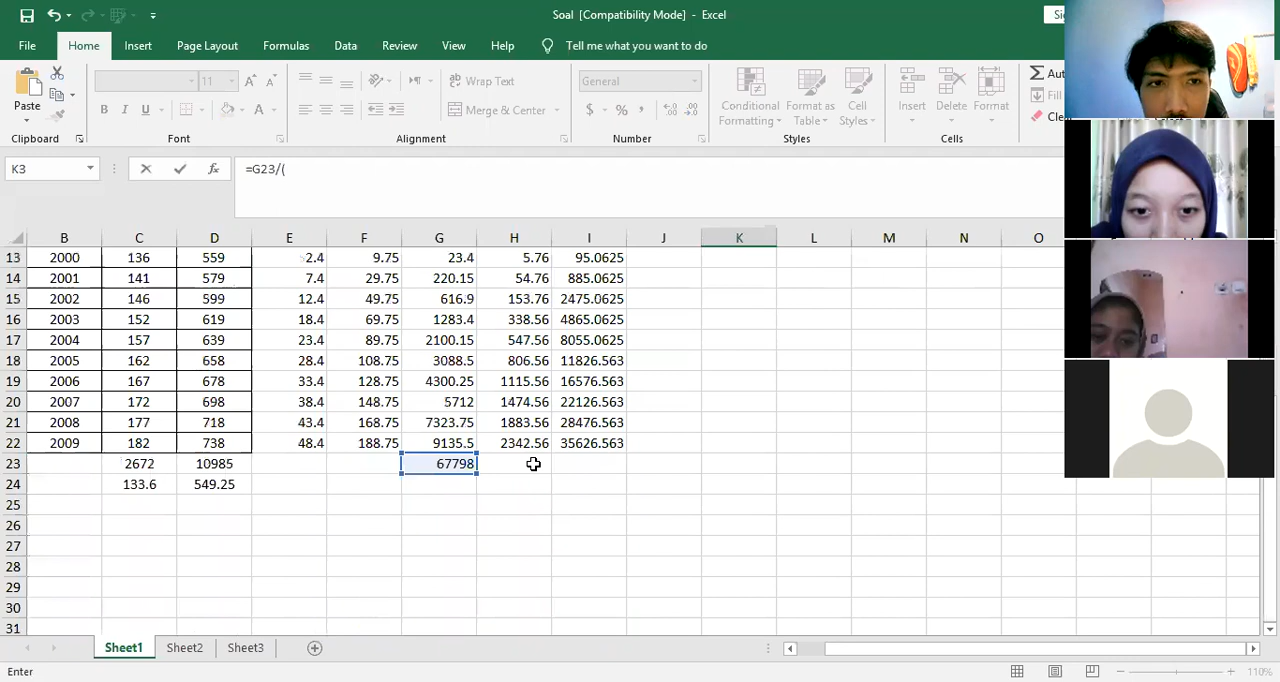 Soal [Compatibility Mode] - Excel
File Home Insert Page Layout Formulas Data Review View Help Tell me what you want to do
Paste
11
General
Wrap Text
Merge & Center
Conditional Formatting
Format as Table
Cell Styles
Insert Delete Format
Fill
Clipboard Font Alignment Number Styles Cells
K3 fx =G23/(
B C D E F G H I J K L M N O
13 2000 136 559 2.4 9.75 23.4 5.76 95.0625
14 2001 141 579 7.4 29.75 220.15 54.76 885.0625
15 2002 146 599 12.4 49.75 616.9 153.76 2475.0625
16 2003 152 619 18.4 69.75 1283.4 338.56 4865.0625
17 2004 157 639 23.4 89.75 2100.15 547.56 8055.0625
18 2005 162 658 28.4 108.75 3088.5 806.56 11826.563
19 2006 167 678 33.4 128.75 4300.25 1115.56 16576.563
20 2007 172 698 38.4 148.75 5712 1474.56 22126.563
21 2008 177 718 43.4 168.75 7323.75 1883.56 28476.563
22 2009 182 738 48.4 188.75 9135.5 2342.56 35626.563
23 2672 10985 67798
24 133.6 549.25
25
26
27
28
29
30
31
Sheet1 Sheet2 Sheet3
Enter 110%